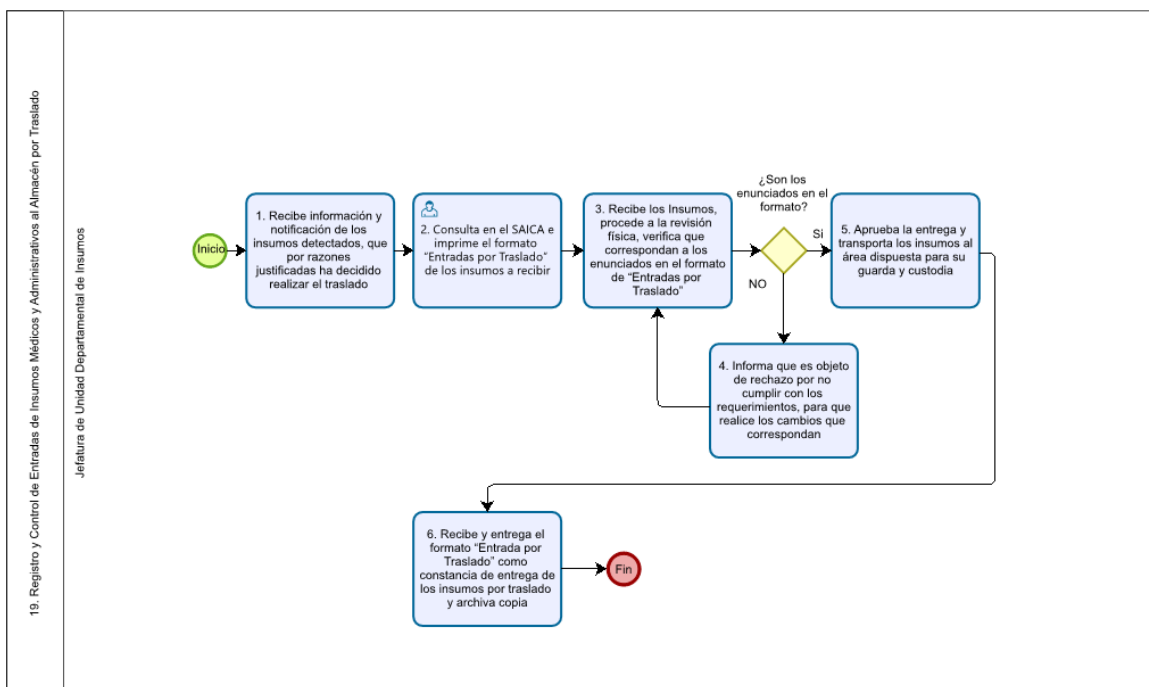 19. Registro y Control de Entradas de Insumos Médicos y Administrativos al Almacén por Traslado
Jefatura de Unidad Departamental de Insumos
Inicio
1. Recibe información y
notificación de los
insumos detectados, que
por razones
justificadas ha decidido
realizar el traslado
2. Consulta en el SAICA e
imprime el formato
“Entradas por Traslado”
de los insumos a recibir
3. Recibe los Insumos,
procede a la revisión
física, verifica que
correspondan a los
enunciados en el formato
de “Entradas por
Traslado”
¿Son los
enunciados en el
formato?
Si
NO
5. Aprueba la entrega y
transporta los insumos al
área dispuesta para su
guarda y custodia
4. Informa que es objeto
de rechazo por no
cumplir con los
requerimientos, para que
realice los cambios que
correspondan
6. Recibe y entrega el
formato “Entrada por
Traslado” como
constancia de entrega de
los insumos por traslado
y archiva copia
Fin